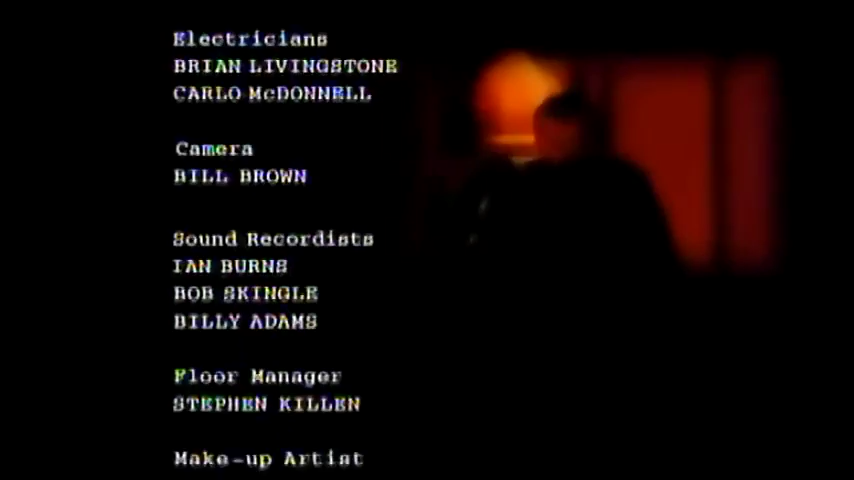 Electricians
BRIAN LIVINGSTONE
CARLO McDONNELL
Camera
BILL BROWN
Sound Recordists
IAN BURNS
BOB SKINGLE
BILLY ADAMS
Floor Manager
STEPHEN KILLEN
Make-up Artist